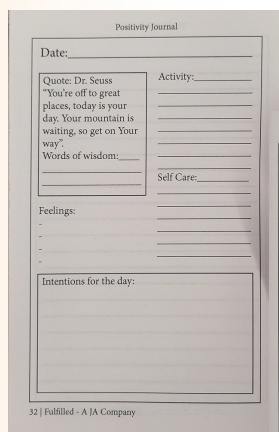 Positivity Journal
Date:
Quote: Dr. Seuss
"You're off to great
places, today is your
day. Your mountain is
waiting, so get on Your
way".
Words of wisdom:
Activity:
Self Care:
Feelings:
-
-
-
-
Intentions for the day:
32 | Fulfilled - A JA Company